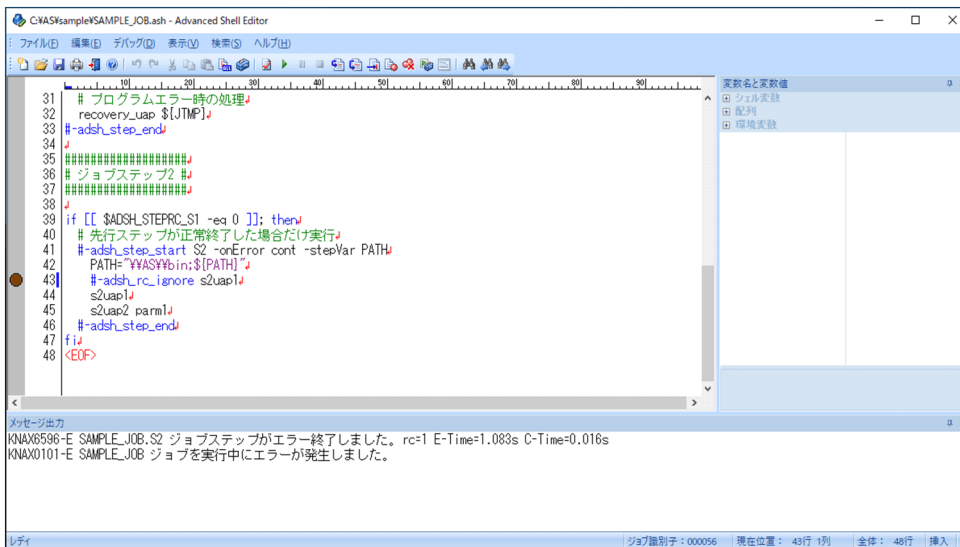 C:¥AS¥sample¥SAMPLE_JOB.ash - Advanced Shell Editor
ファイル(F) 編集(E) デバッグ(D) 表示(V) 検索(S) ヘルプ(H)
10 20 30 40 50 60 70 80 90
31 # プログラムエラー時の処理↲
32 recovery_uap ${JTMP}↲
33 #-adsh_step_end↲
34 ↲
35 ###################↲
36 # ジョブステップ2 #↲
37 ###################↲
38 ↲
39 if [[ $ADSH_STEPRC_S1 -eq 0 ]]; then↲
40 # 先行ステップが正常終了した場合だけ実行↲
41 #-adsh_step_start S2 -onError cont -stepVar PATH↲
42 PATH="¥¥AS¥¥bin;${PATH}"↲
43 #-adsh_rc_ignore s2uap1↲
44 s2uap1↲
45 s2uap2 parm1↲
46 #-adsh_step_end↲
47 fi↲
48 <EOF>
変数名と変数値
シェル変数
配列
環境変数
メッセージ出力
KNAX6596-E SAMPLE_JOB.S2 ジョブステップがエラー終了しました。rc=1 E-Time=1.083s C-Time=0.016s
KNAX0101-E SAMPLE_JOB ジョブを実行中にエラーが発生しました。
レディ ジョブ識別子:000056 現在位置: 43行 1列 全体: 48行 挿入